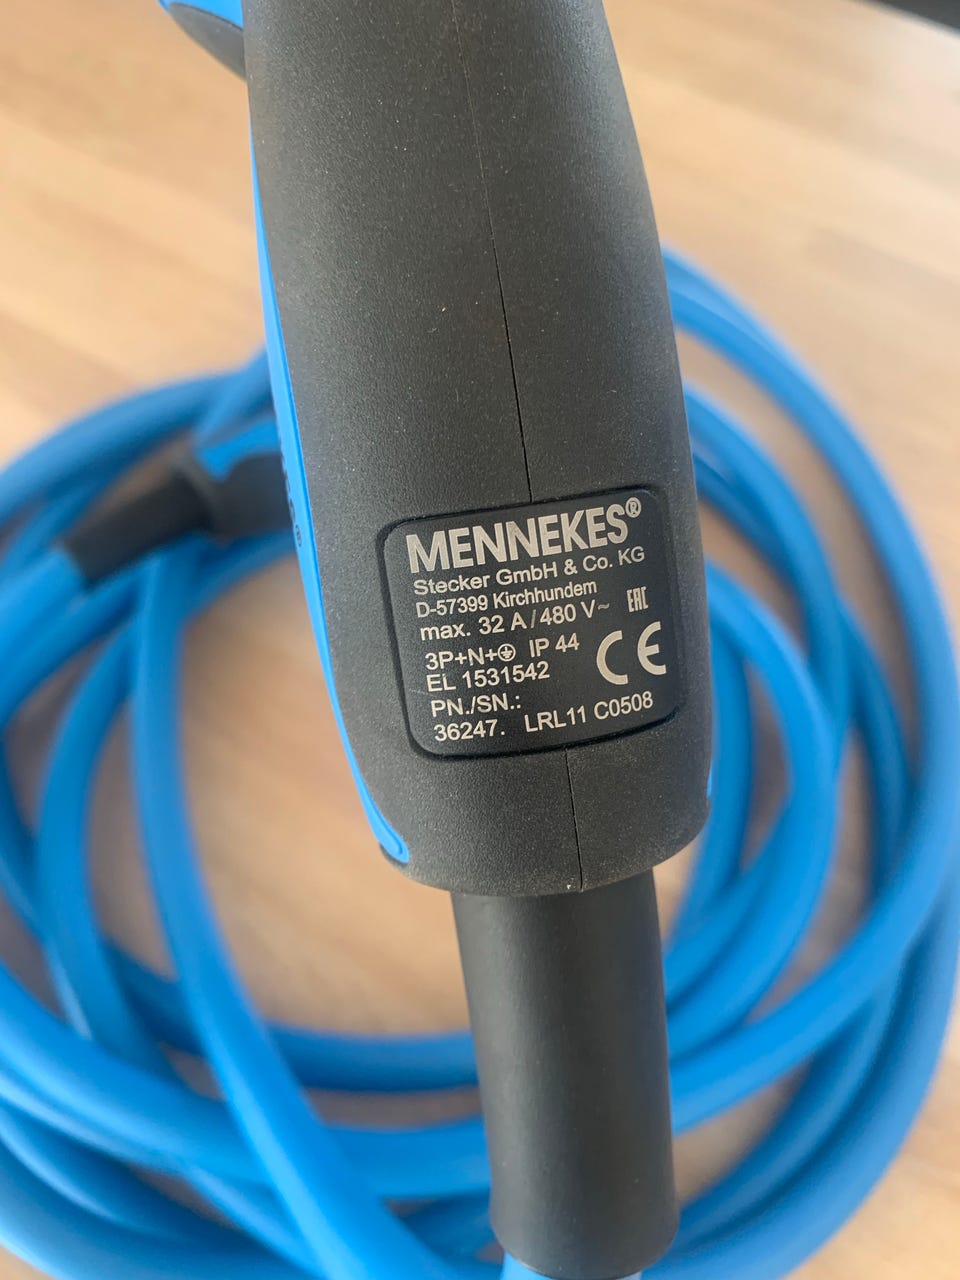 MENNEKES®
Stecker GmbH & Co. KG
D-57399 Kirchhundem
max. 32 A / 480 V~ EAC
3P+N+⏚ IP 44 CE
EL 1531542
PN./SN.:
36247. LRL11 C0508